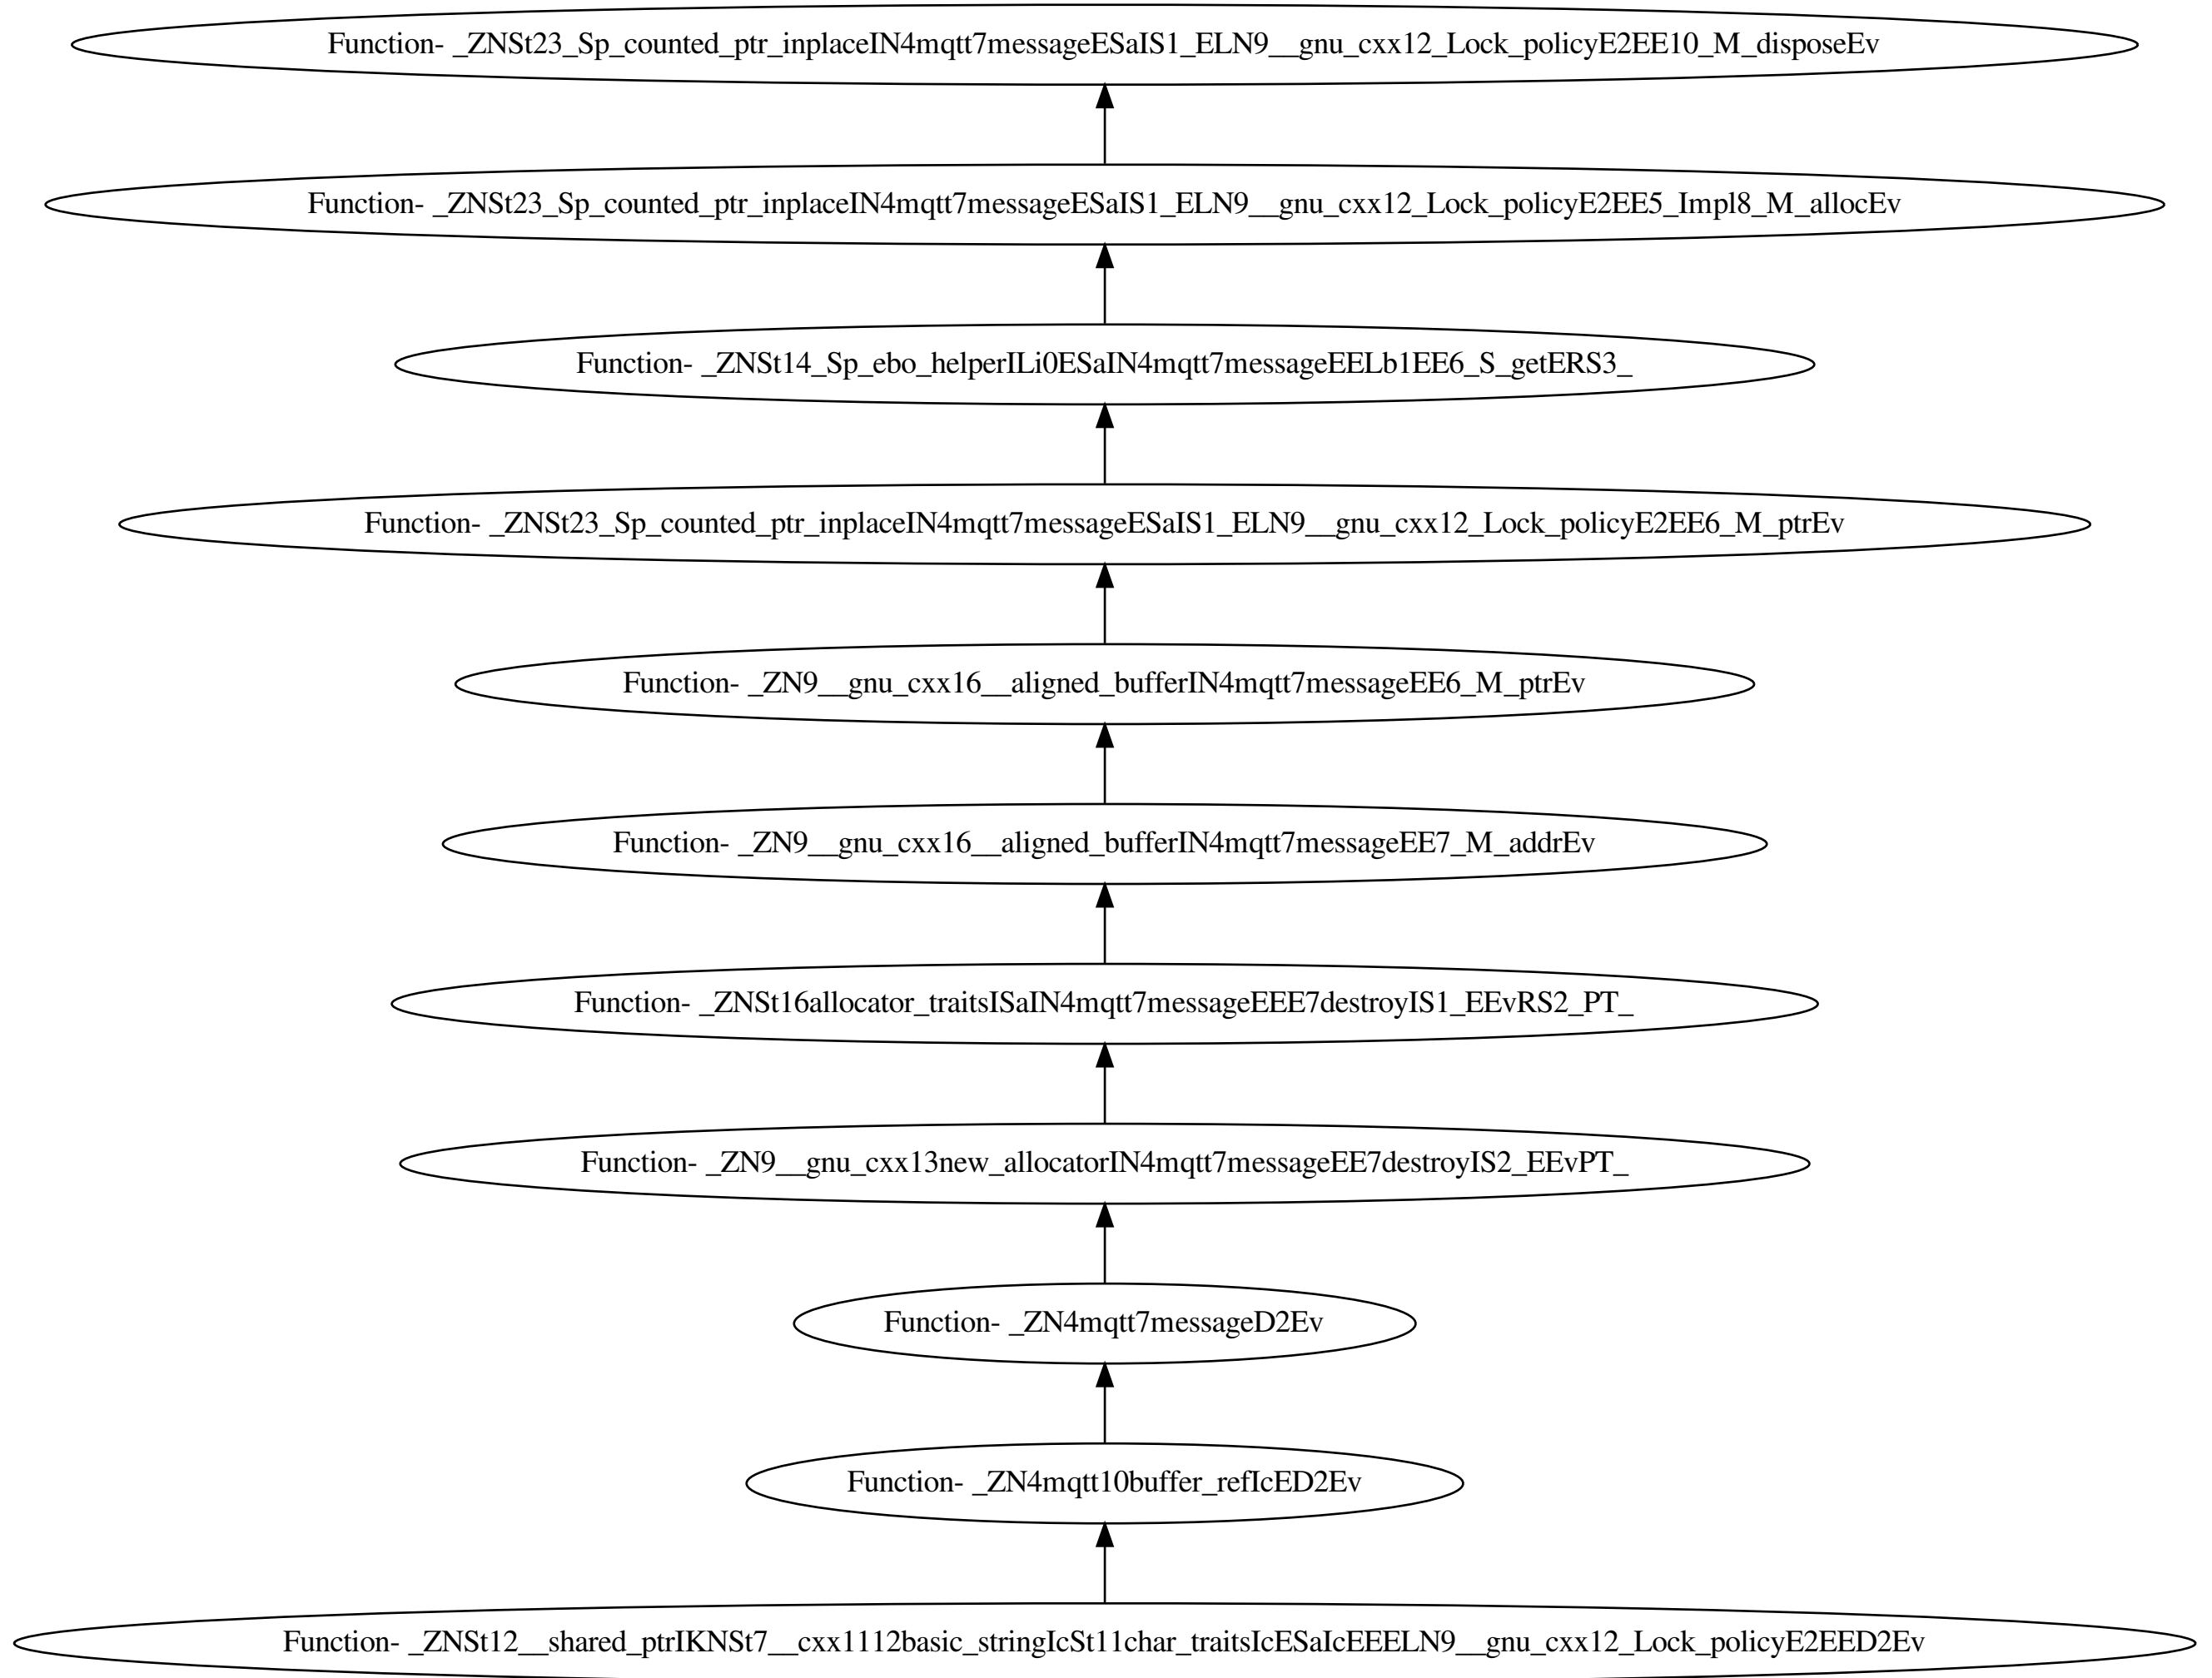 Function- _ZNSt23_Sp_counted_ptr_inplaceIN4mqtt7messageESaIS1_ELN9__gnu_cxx12_Lock_policyE2EE10_M_disposeEv
Function- _ZNSt23_Sp_counted_ptr_inplaceIN4mqtt7messageESaIS1_ELN9__gnu_cxx12_Lock_policyE2EE5_Impl8_M_allocEv
Function- _ZNSt14_Sp_ebo_helperILi0ESaIN4mqtt7messageEELb1EE6_S_getERS3_
Function- _ZNSt23_Sp_counted_ptr_inplaceIN4mqtt7messageESaIS1_ELN9__gnu_cxx12_Lock_policyE2EE6_M_ptrEv
Function- _ZN9__gnu_cxx16__aligned_bufferIN4mqtt7messageEE6_M_ptrEv
Function- _ZN9__gnu_cxx16__aligned_bufferIN4mqtt7messageEE7_M_addrEv
Function- _ZNSt16allocator_traitsISaIN4mqtt7messageEEE7destroyIS1_EEvRS2_PT_
Function- _ZN9__gnu_cxx13new_allocatorIN4mqtt7messageEE7destroyIS2_EEvPT_
Function- _ZN4mqtt7messageD2Ev
Function- _ZN4mqtt10buffer_refIcED2Ev
Function- _ZNSt12__shared_ptrIKNSt7__cxx1112basic_stringIcSt11char_traitsIcESaIcEEELN9__gnu_cxx12_Lock_policyE2EED2Ev